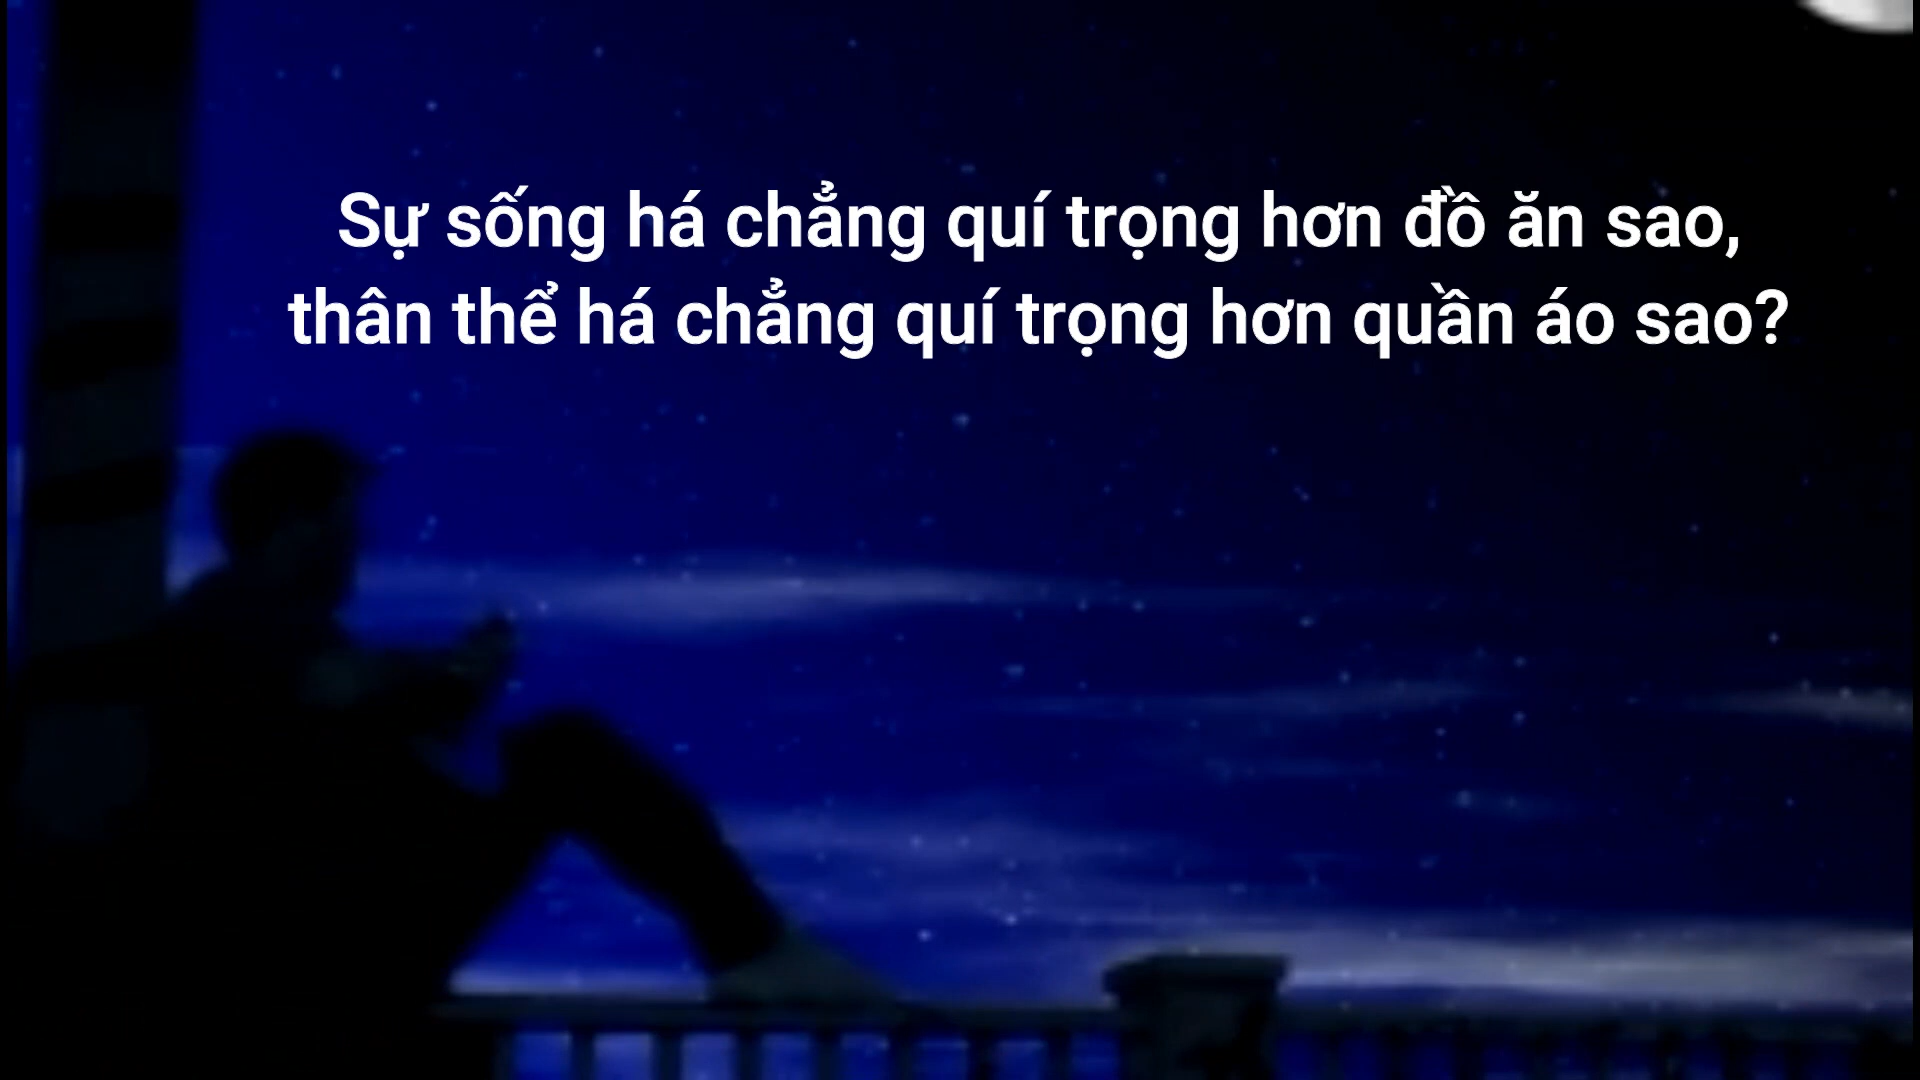 Sự sống há chẳng quí trọng hơn đồ ăn sao,
thân thể há chẳng quí trọng hơn quần áo sao?